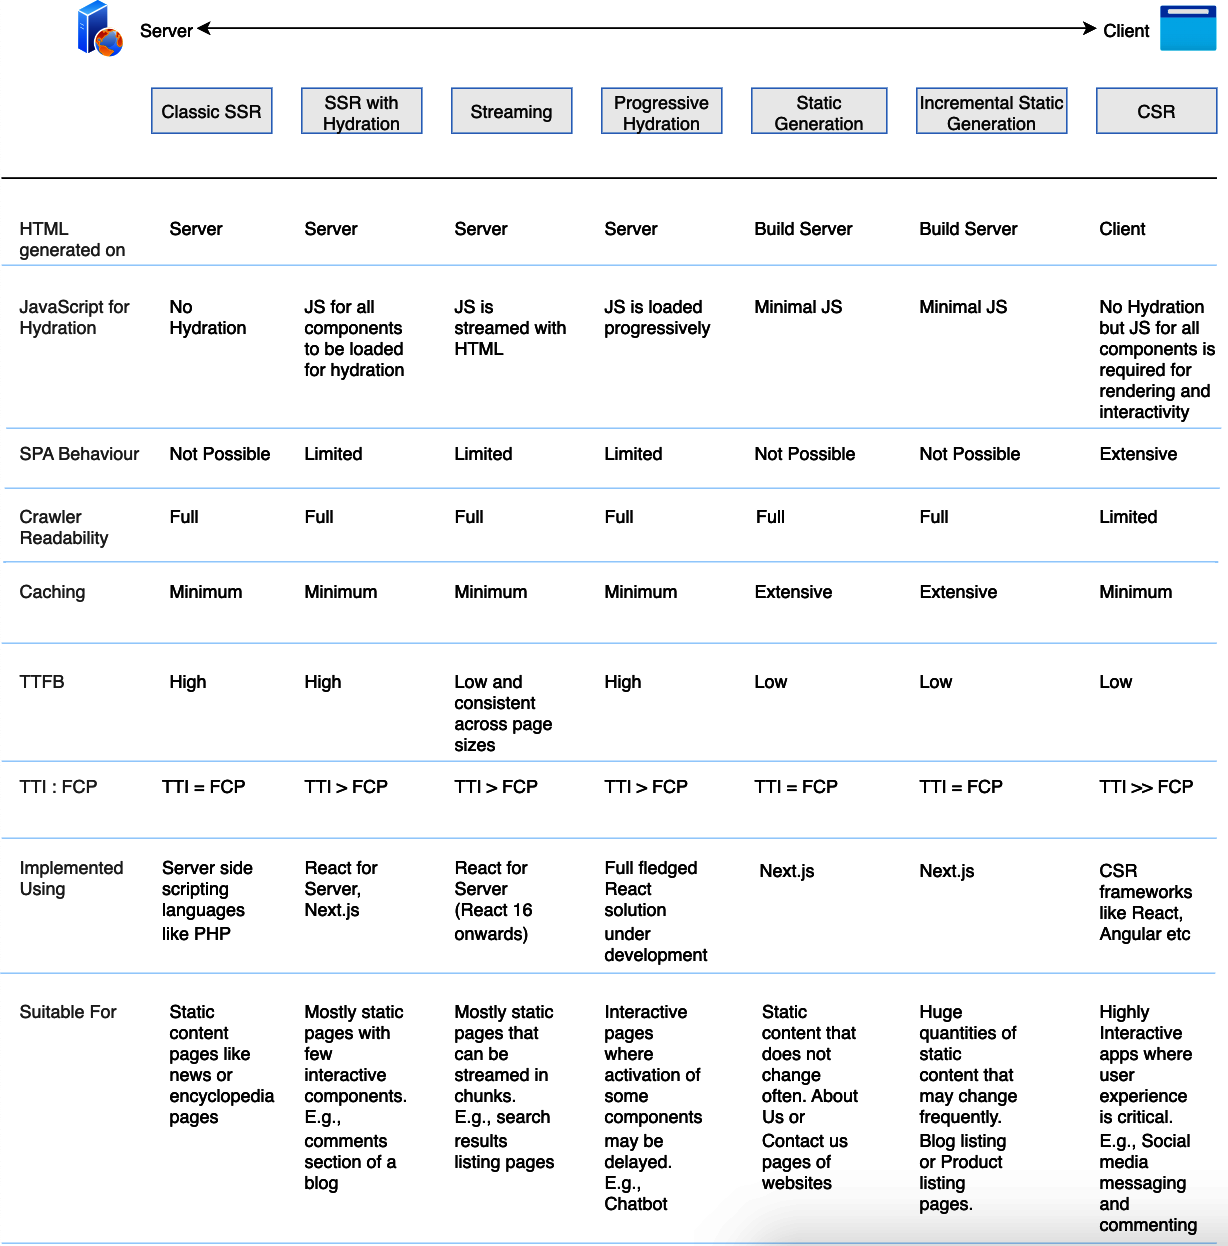 Server
Client
Classic SSR
SSR with
Hydration
Streaming
Progressive
Hydration
Static
Generation
Incremental Static
Generation
CSR
HTML
generated on
Server
Server
Server
Server
Build Server
Build Server
Client
JavaScript for
Hydration
No
Hydration
JS for all
components
to be loaded
for hydration
JS is
streamed with
HTML
JS is loaded
progressively
Minimal JS
Minimal JS
No Hydration
but JS for all
components is
required for
rendering and
interactivity
SPA Behaviour
Not Possible
Limited
Limited
Limited
Not Possible
Not Possible
Extensive
Crawler
Readability
Full
Full
Full
Full
Full
Full
Limited
Caching
Minimum
Minimum
Minimum
Minimum
Extensive
Extensive
Minimum
TTFB
High
High
Low and
consistent
across page
sizes
High
Low
Low
Low
TTI : FCP
TTI = FCP
TTI > FCP
TTI > FCP
TTI > FCP
TTI = FCP
TTI = FCP
TTI >> FCP
Implemented
Using
Server side
scripting
languages
like PHP
React for
Server,
Next.js
React for
Server
(React 16
onwards)
Full fledged
React
solution
under
development
Next.js
Next.js
CSR
frameworks
like React,
Angular etc
Suitable For
Static
content
pages like
news or
encyclopedia
pages
Mostly static
pages with
few
interactive
components.
E.g.,
comments
section of a
blog
Mostly static
pages that
can be
streamed in
chunks.
E.g., search
results
listing pages
Interactive
pages
where
activation of
some
components
may be
delayed.
E.g.,
Chatbot
Static
content that
does not
change
often. About
Us or
Contact us
pages of
websites
Huge
quantities of
static
content that
may change
frequently.
Blog listing
or Product
listing
pages.
Highly
Interactive
apps where
user
experience
is critical.
E.g., Social
media
messaging
and
commenting